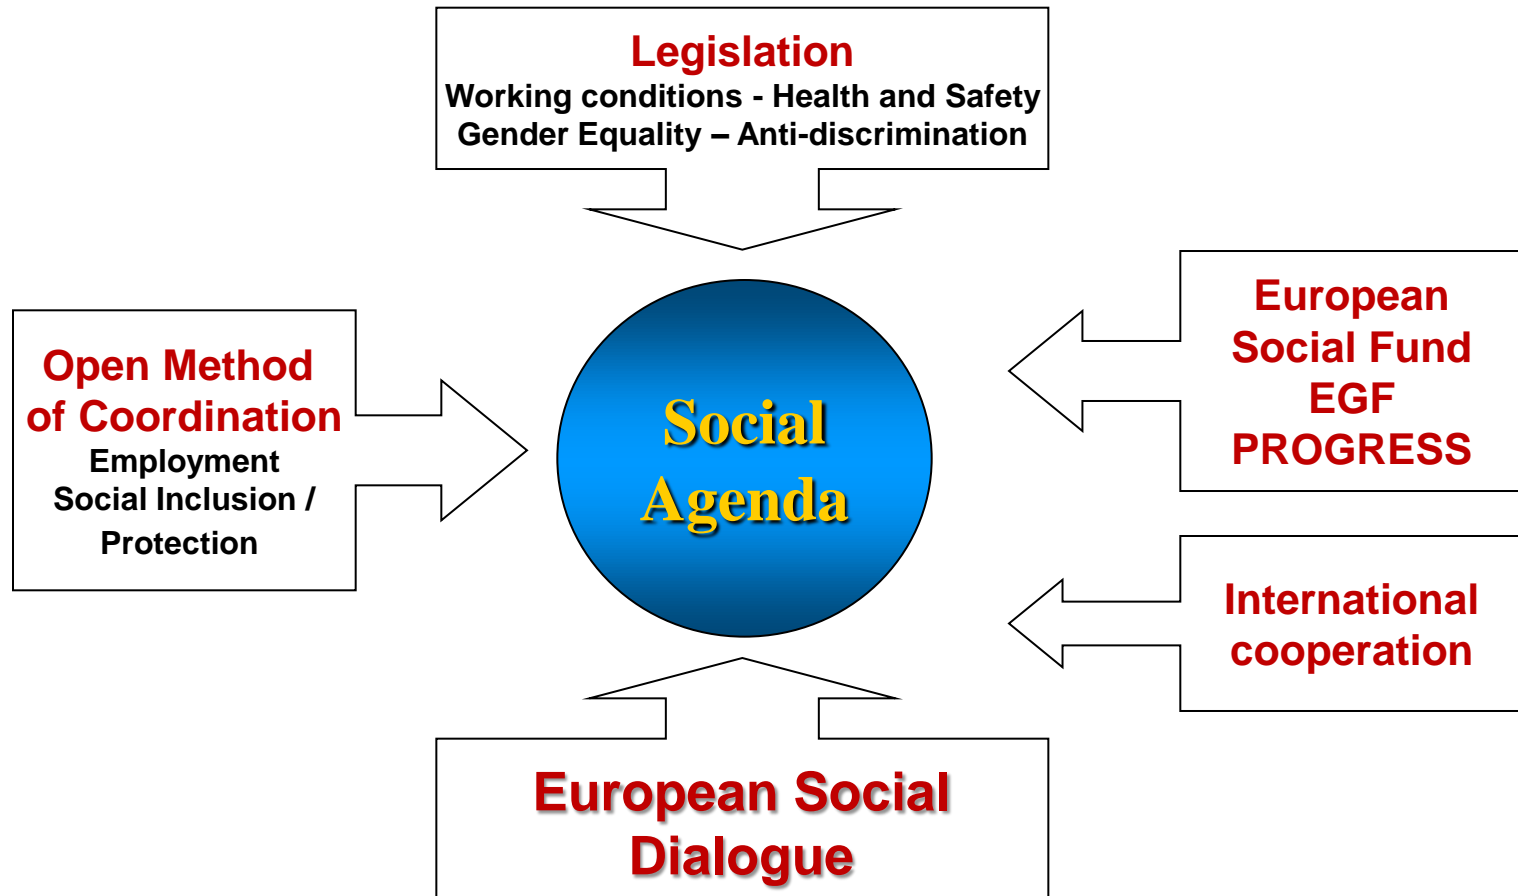 Legislation
Working conditions - Health and Safety
Gender Equality – Anti-discrimination
Open Method
of Coordination
Employment
Social Inclusion /
Protection
Social
Agenda
European
Social Fund
EGF
PROGRESS
International
cooperation
European Social
Dialogue